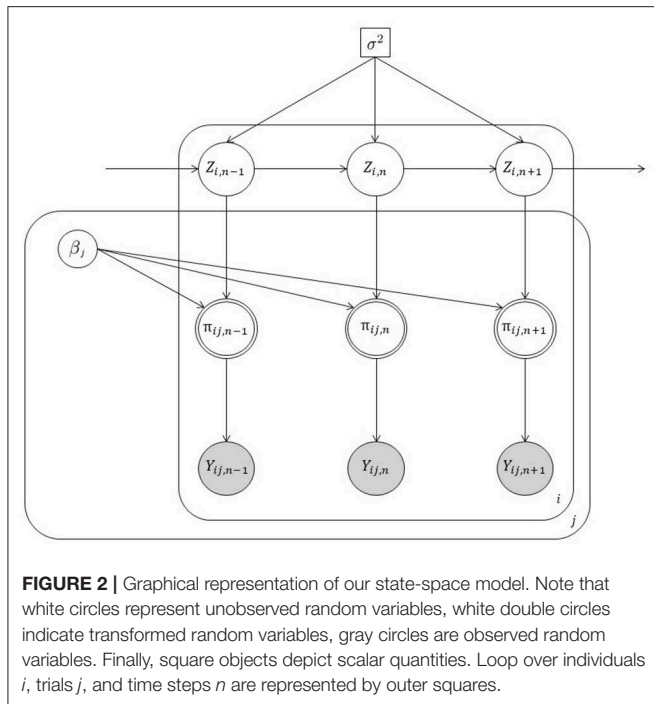 σ²
Z_{i,n−1} Z_{i,n} Z_{i,n+1}
β_j
π_{ij,n−1} π_{ij,n} π_{ij,n+1}
Y_{ij,n−1} Y_{ij,n} Y_{ij,n+1}
i
j
FIGURE 2 | Graphical representation of our state-space model. Note that
white circles represent unobserved random variables, white double circles
indicate transformed random variables, gray circles are observed random
variables. Finally, square objects depict scalar quantities. Loop over individuals
i, trials j, and time steps n are represented by outer squares.